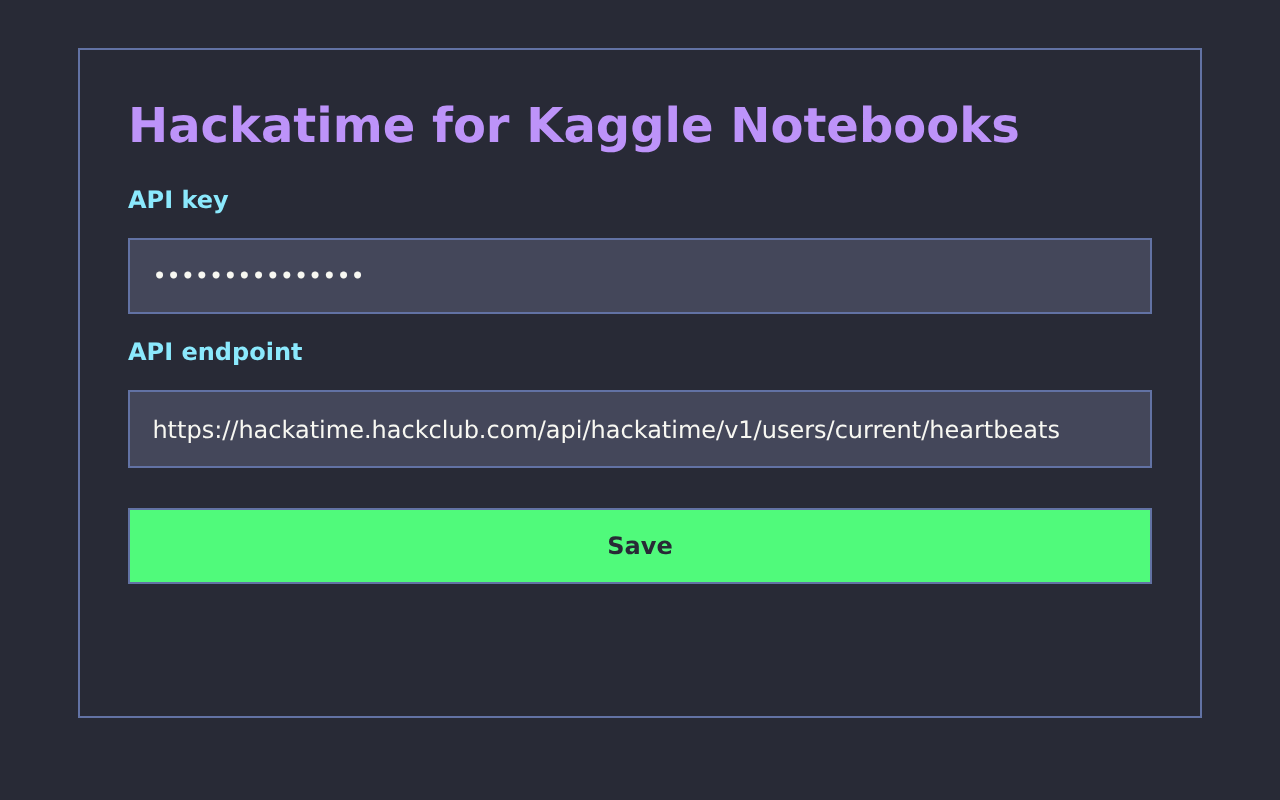 Hackatime for Kaggle Notebooks
API key
•••••••••••••••
API endpoint
https://hackatime.hackclub.com/api/hackatime/v1/users/current/heartbeats
Save